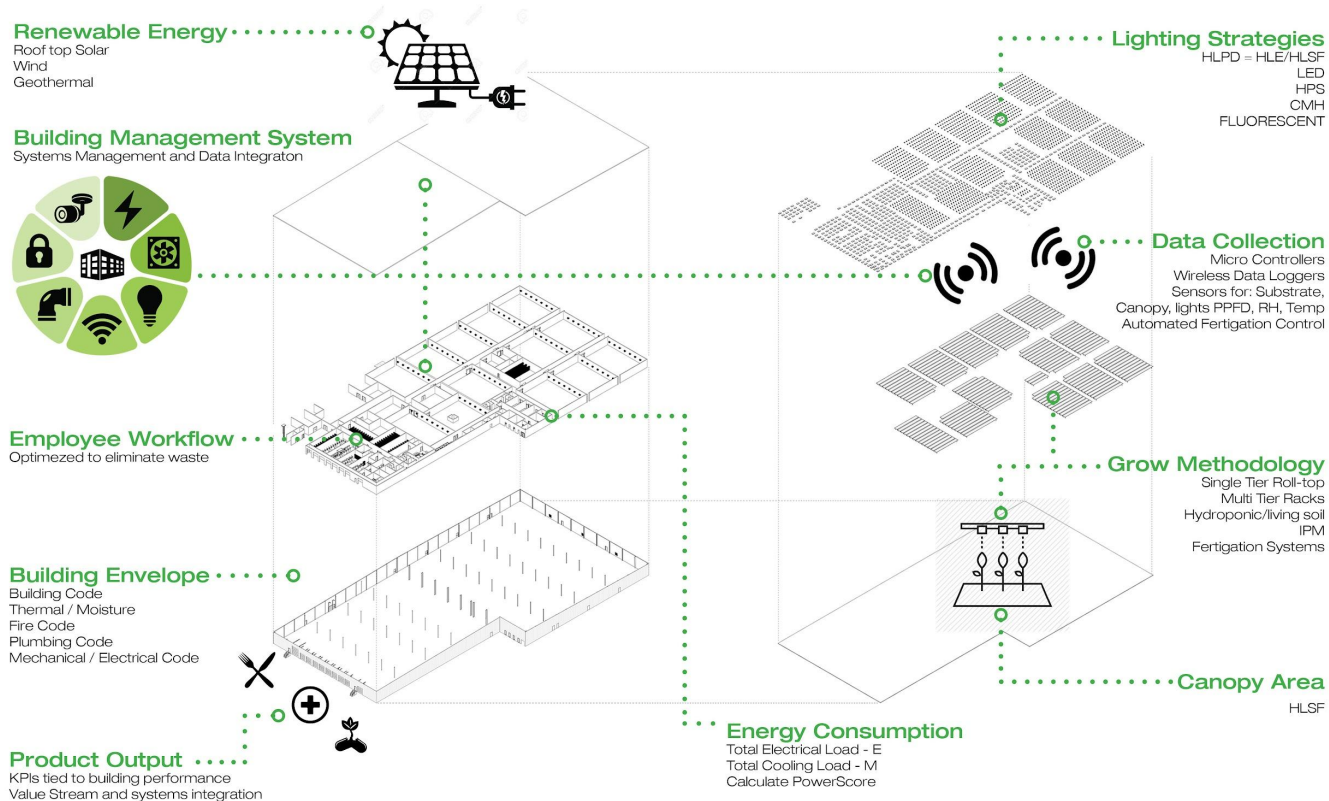 Renewable Energy
Roof top Solar
Wind
Geothermal
Building Management System
Systems Management and Data Integraton
Employee Workflow
Optimezed to eliminate waste
Building Envelope
Building Code
Thermal / Moisture
Fire Code
Plumbing Code
Mechanical / Electrical Code
Product Output
KPIs tied to building performance
Value Stream and systems integration
Energy Consumption
Total Electrical Load - E
Total Cooling Load - M
Calculate PowerScore
Lighting Strategies
HLPD = HLE/HLSF
LED
HPS
CMH
FLUORESCENT
Data Collection
Micro Controllers
Wireless Data Loggers
Sensors for: Substrate,
Canopy, lights PPFD, RH, Temp
Automated Fertigation Control
Grow Methodology
Single Tier Roll-top
Multi Tier Racks
Hydroponic/living soil
IPM
Fertigation Systems
Canopy Area
HLSF